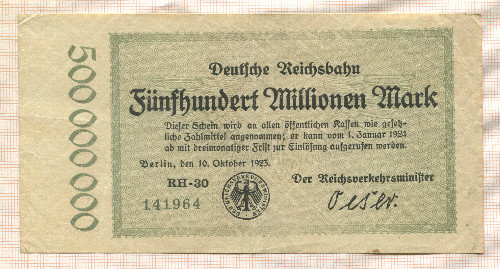 500000000
Deutsche Reichsbahn
Fünfhundert Millionen Mark
Dieser Schein wird an allen öffentlichen Kassen wie gesetz-
liche Zahlmittel angenommen; er kann vom 1. Januar 1924
ab mit dreimonatiger Frist zur Einlösung aufgerufen werden.
Berlin, den 10. Oktober 1923.
RH-30
141964
Der Reichsverkehrsminister
Oeser.